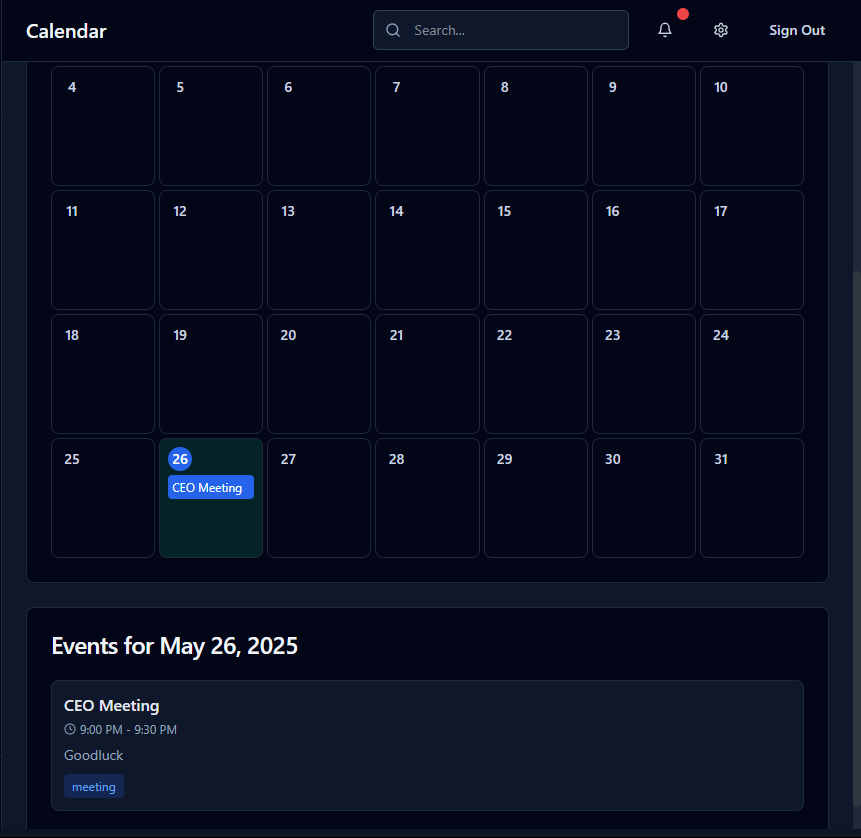 Calendar Search... Sign Out
4 5 6 7 8 9 10
11 12 13 14 15 16 17
18 19 20 21 22 23 24
25 26 27 28 29 30 31
CEO Meeting
Events for May 26, 2025
CEO Meeting
9:00 PM - 9:30 PM
Goodluck
meeting